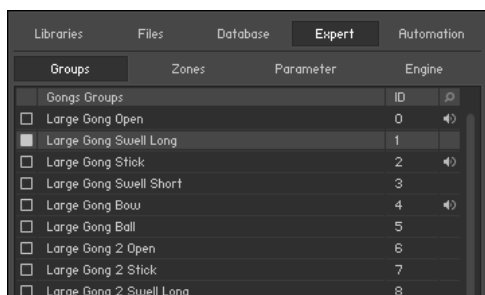 Libraries Files Database Expert Automation
Groups Zones Parameter Engine
Gongs Groups ID
Large Gong Open 0
Large Gong Swell Long 1
Large Gong Stick 2
Large Gong Swell Short 3
Large Gong Bow 4
Large Gong Ball 5
Large Gong 2 Open 6
Large Gong 2 Stick 7
Large Gong 2 Swell Long 8